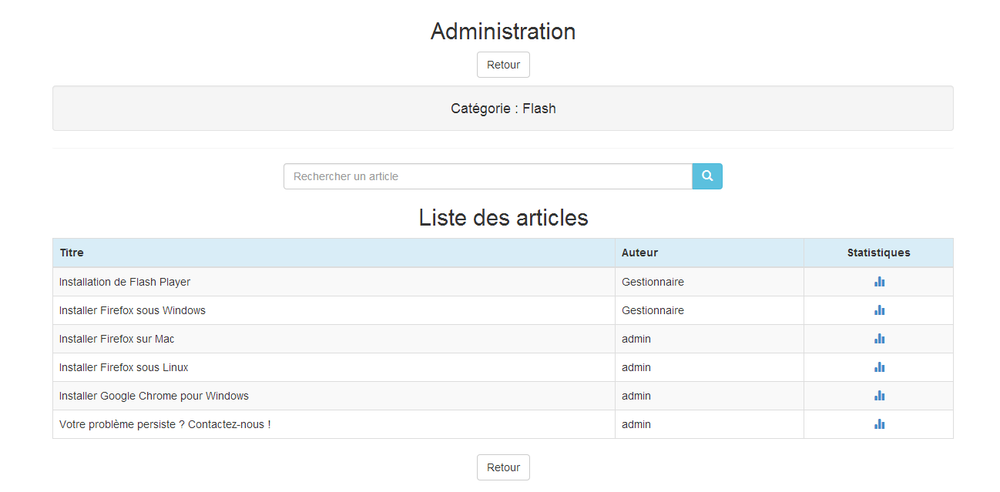 Administration
Retour
Catégorie : Flash
Rechercher un article
Liste des articles
Titre Auteur Statistiques
Installation de Flash Player Gestionnaire
Installer Firefox sous Windows Gestionnaire
Installer Firefox sur Mac admin
Installer Firefox sous Linux admin
Installer Google Chrome pour Windows admin
Votre problème persiste ? Contactez-nous ! admin
Retour